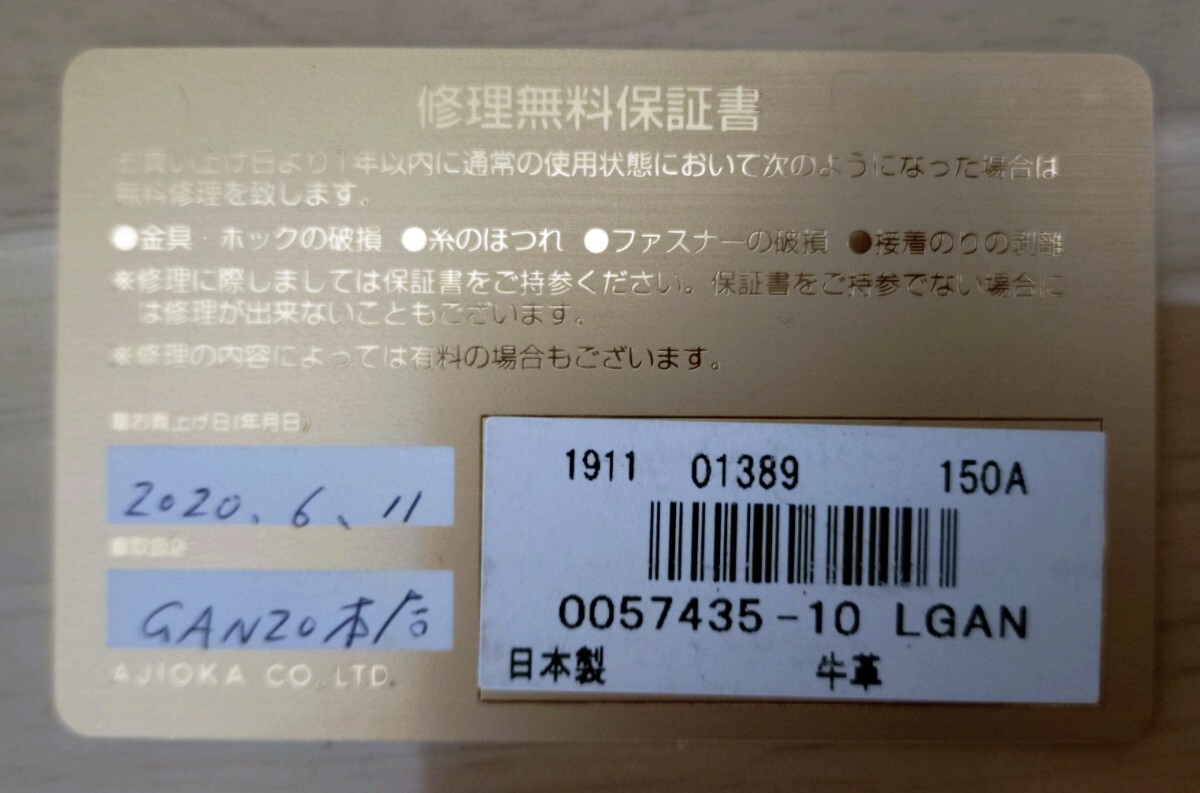 修理無料保証書
お買い上げ日より1年以内に通常の使用状態において次のようになった場合は
無料修理を致します。
●金具・ホックの破損 ●糸のほつれ ●ファスナーの破損 ●接着のりの剥離
※修理に際しましては保証書をご持参ください。保証書をご持参でない場合に
は修理が出来ないこともございます。
※修理の内容によっては有料の場合もございます。
■お買上げ日(年月日)
2020.6、11
■取扱店
GANZO本店
AJIOKA CO.,LTD.
1911 01389 150A
0057435-10 LGAN
日本製 牛革